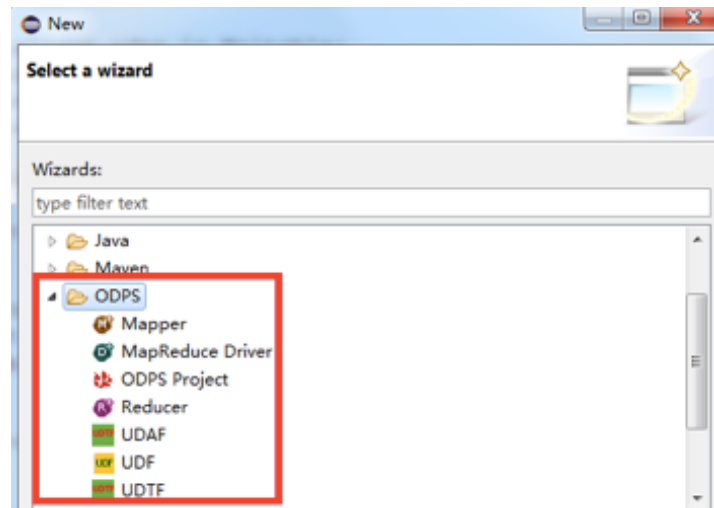 New
Select a wizard
Wizards:
type filter text
Java
Maven
ODPS
Mapper
MapReduce Driver
ODPS Project
Reducer
UDAF
UDF
UDTF